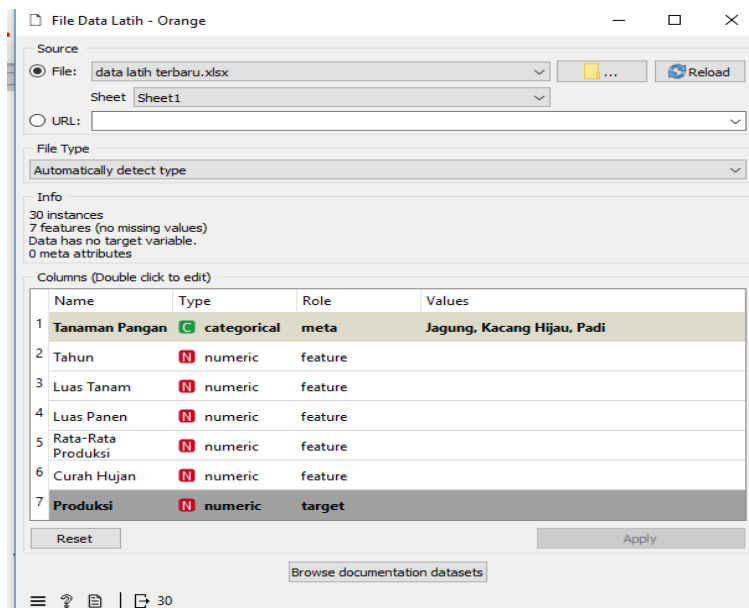 File Data Latih - Orange
Source
File: data latih terbaru.xlsx ... Reload
Sheet Sheet1
URL:
File Type
Automatically detect type
Info
30 instances
7 features (no missing values)
Data has no target variable.
0 meta attributes
Columns (Double click to edit)
Name Type Role Values
1 Tanaman Pangan C categorical meta Jagung, Kacang Hijau, Padi
2 Tahun N numeric feature
3 Luas Tanam N numeric feature
4 Luas Panen N numeric feature
5 Rata-Rata Produksi N numeric feature
6 Curah Hujan N numeric feature
7 Produksi N numeric target
Reset Apply
Browse documentation datasets
? 30